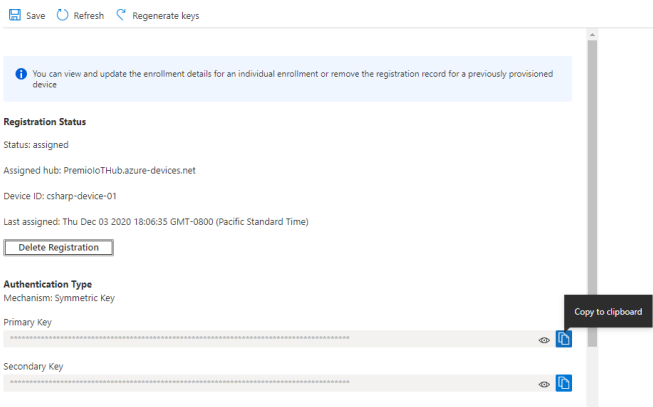 Save Refresh Regenerate keys
You can view and update the enrollment details for an individual enrollment or remove the registration record for a previously provisioned
device
Registration Status
Status: assigned
Assigned hub: PremioIoTHub.azure-devices.net
Device ID: csharp-device-01
Last assigned: Thu Dec 03 2020 18:06:35 GMT-0800 (Pacific Standard Time)
Delete Registration
Authentication Type
Mechanism: Symmetric Key
Copy to clipboard
Primary Key
****************************************************************************************
Secondary Key
****************************************************************************************